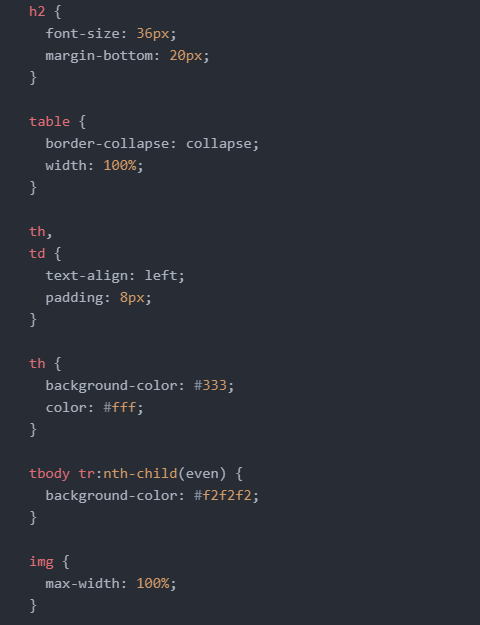 h2 {
  font-size: 36px;
  margin-bottom: 20px;
}

table {
  border-collapse: collapse;
  width: 100%;
}

th,
td {
  text-align: left;
  padding: 8px;
}

th {
  background-color: #333;
  color: #fff;
}

tbody tr:nth-child(even) {
  background-color: #f2f2f2;
}

img {
  max-width: 100%;
}